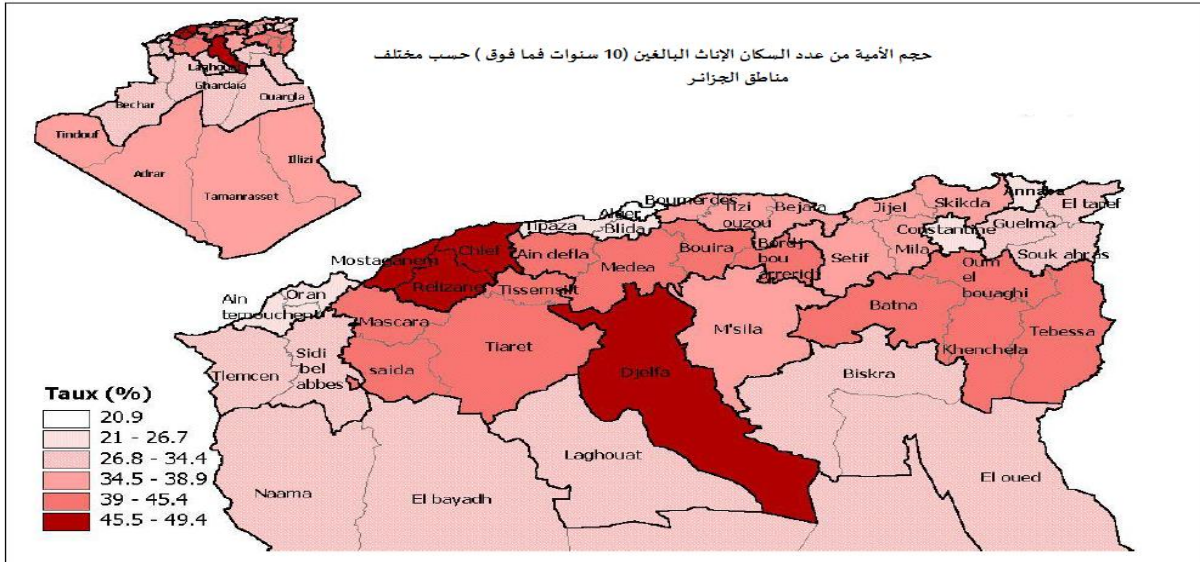 حجم الأمية من عدد السكان الإناث البالغين (10 سنوات فما فوق ) حسب مختلف
مناطق الجزائر
Laghouat
Ghardaia
Ouargla
Bechar
Tindouf
Adrar
Illizi
Tamanrasset
Annaba
El taref
Boumerdes
Tizi
ouzou
Bejaia
Jijel
Skikda
Alger
Tipaza
Blida
Constantine
Guelma
Mila
Souk ahras
Chlef
Ain defla
Medea
Bouira
Bordj
bou
arreridj
Setif
Oum
el
bouaghi
Mostaganem
Relizane
Tissemsilt
Oran
Ain
temouchent
Mascara
Tiaret
M'sila
Batna
Tebessa
Khenchela
Tlemcen
Sidi
bel
abbes
saida
Djelfa
Biskra
Laghouat
El oued
Naama
El bayadh
Taux (%)
20.9
21 - 26.7
26.8 - 34.4
34.5 - 38.9
39 - 45.4
45.5 - 49.4